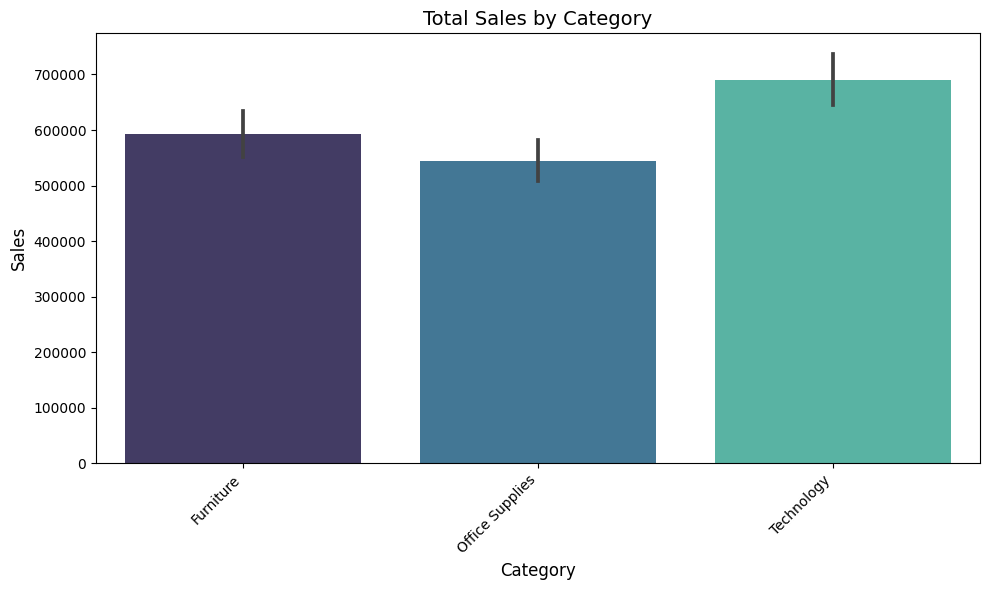 Total Sales by Category
Sales
700000
600000
500000
400000
300000
200000
100000
0
Furniture
Office Supplies
Technology
Category